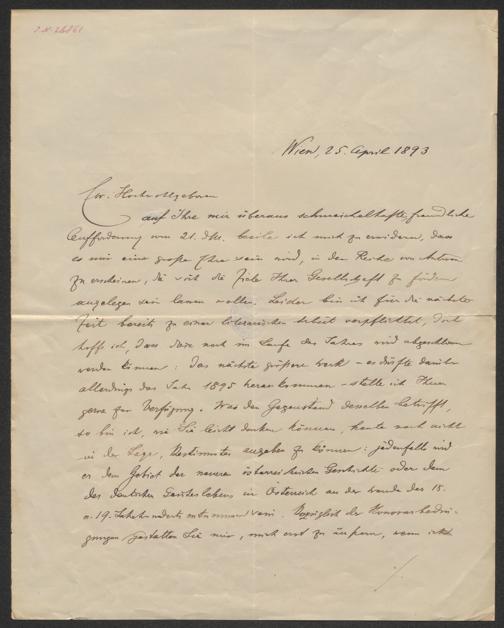 Wien, 25. April 1893
Ew. Hochwohlgeboren
auf Ihre mir überaus schmeichelhafte freundliche
Aufforderung vom 21. ds. beeile ich mich zu erwidern, dass
es mir eine große Ehre sein wird, in der Reihe von Autoren
zu erscheinen, die sich die Ziele Ihrer Gesellschaft zu fördern
angelegen sein lassen wollen. Leider bin ich für die nächste
Zeit bereits zu einer literarischen Arbeit verpflichtet, doch
hoffe ich, dass diese noch im Laufe des Jahres wird abgeschlossen
werden können: das nächste größere Werk – es dürfte darüber
allerdings das Jahr 1895 herankommen – stelle ich Ihnen
gerne zur Verfügung. Was den Gegenstand desselben betrifft,
so bin ich, wie Sie leicht denken können, heute noch nicht
in der Lage, Bestimmtes angeben zu können: jedenfalls wird
er dem Gebiet der neueren österreichischen Geschichte oder dem
des deutschen Geisteslebens in Österreich an der Wende des 18.
u. 19. Jahrhunderts entnommen sein. Bezüglich der Honorarbedin-
gungen gestatten Sie mir, mich erst zu äußern, wenn ich